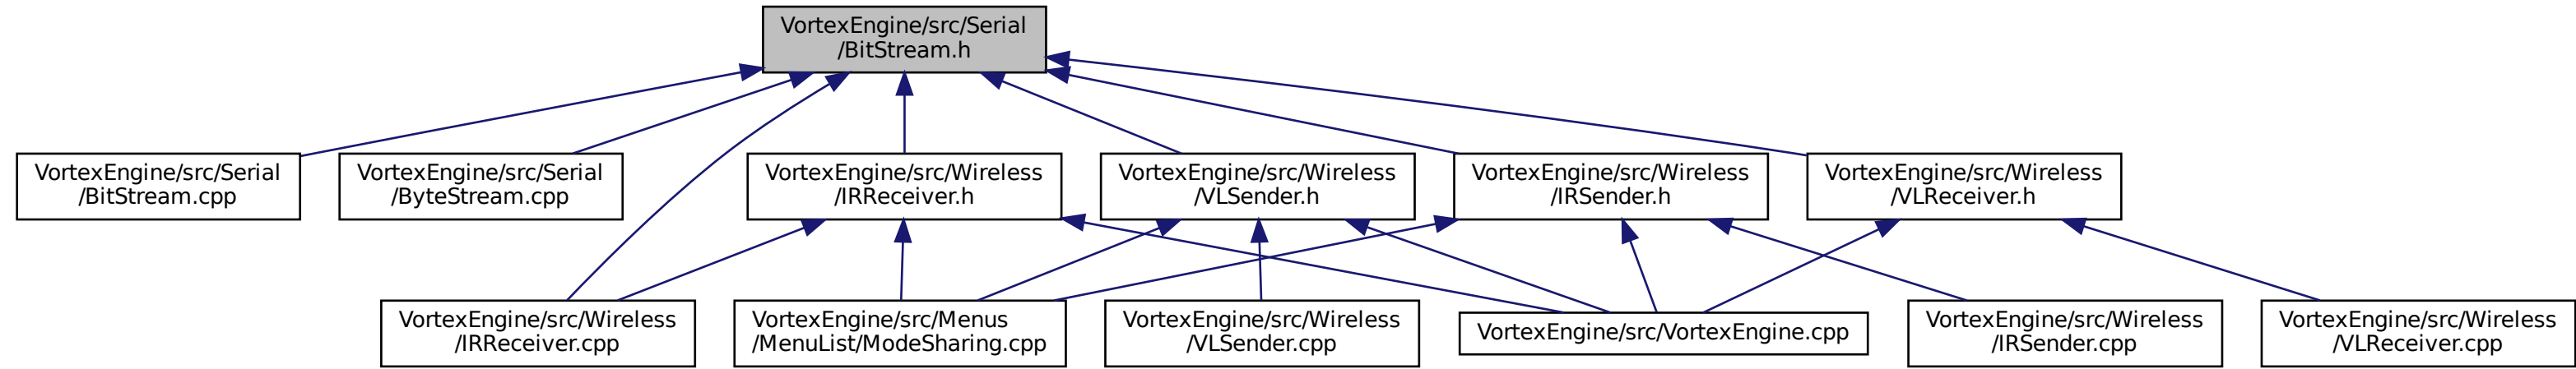 VortexEngine/src/Serial
/BitStream.h
VortexEngine/src/Serial
/BitStream.cpp
VortexEngine/src/Serial
/ByteStream.cpp
VortexEngine/src/Wireless
/IRReceiver.h
VortexEngine/src/Wireless
/VLSender.h
VortexEngine/src/Wireless
/IRSender.h
VortexEngine/src/Wireless
/VLReceiver.h
VortexEngine/src/Wireless
/IRReceiver.cpp
VortexEngine/src/Menus
/MenuList/ModeSharing.cpp
VortexEngine/src/Wireless
/VLSender.cpp
VortexEngine/src/VortexEngine.cpp
VortexEngine/src/Wireless
/IRSender.cpp
VortexEngine/src/Wireless
/VLReceiver.cpp